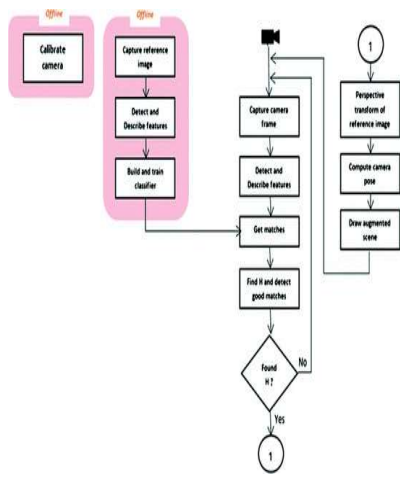 Offline
Calibrate
camera
Offline
Capture reference
image
Detect and
Describe features
Build and train
classifier
Capture camera
frame
Detect and
Describe features
Get matches
Find H and detect
good matches
Found
H ?
No
Yes
1
1
Perspective
transform of
reference image
Compute camera
pose
Draw augmented
scene